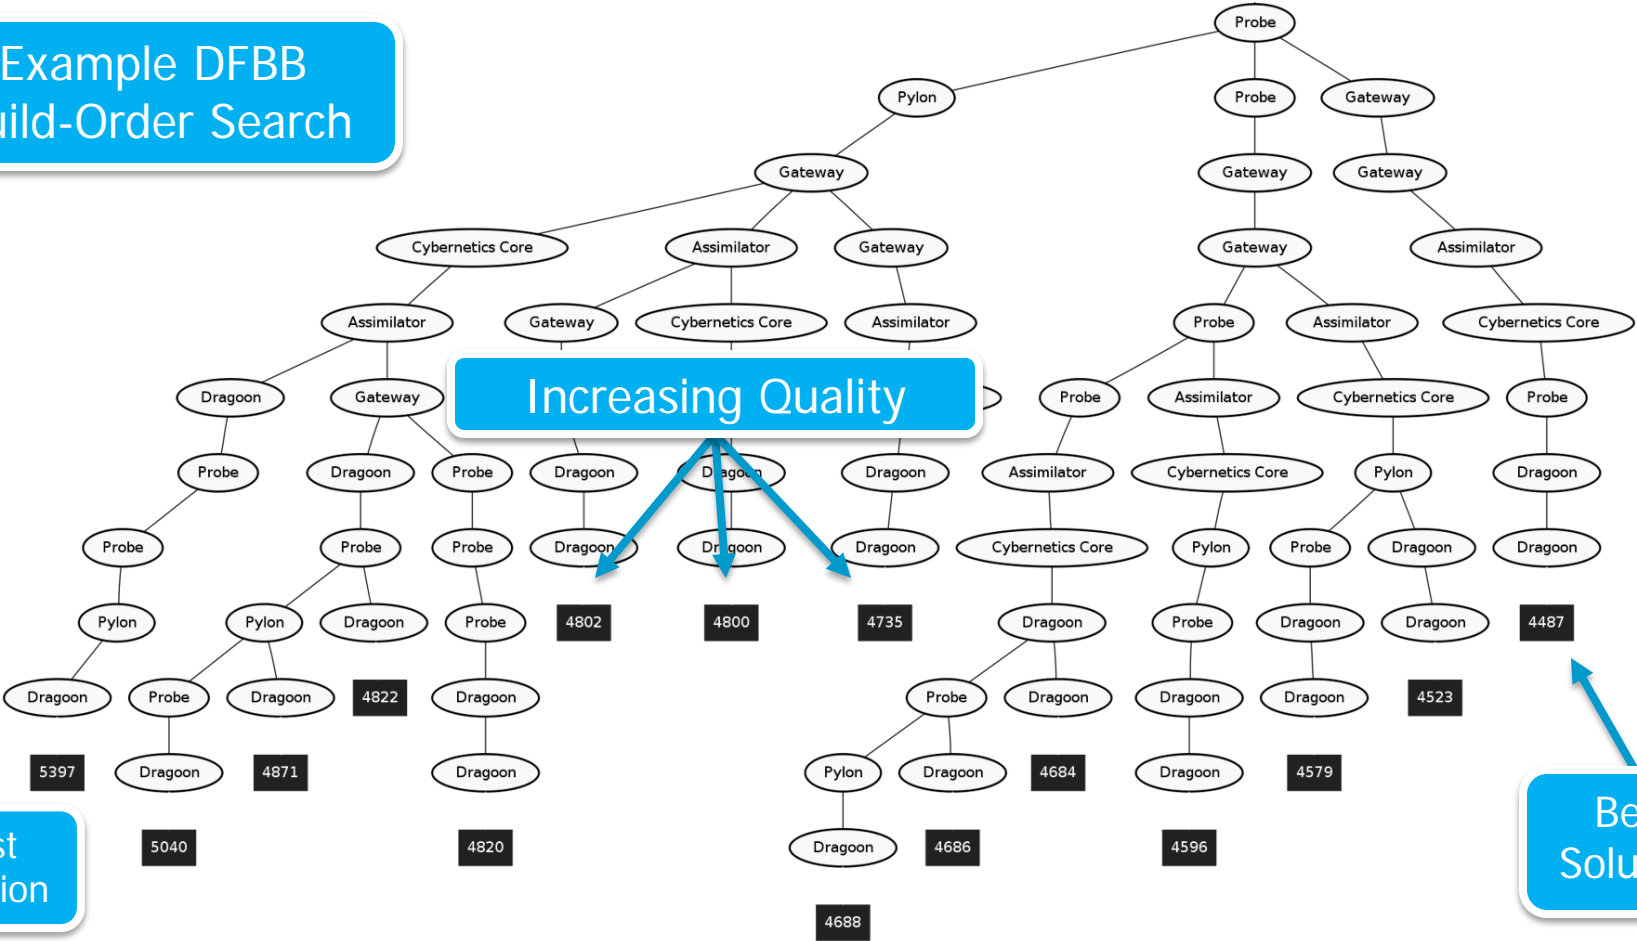 Example DFBB
ild-Order Search
Probe
Pylon Probe Gateway
Gateway Gateway Gateway
Cybernetics Core Assimilator Gateway Gateway Assimilator
Assimilator Gateway Cybernetics Core Assimilator Probe Assimilator Cybernetics Core
Dragoon Gateway Increasing Quality Probe Assimilator Cybernetics Core Probe
Probe Dragoon Probe Dragoon Dragoon Dragoon Assimilator Cybernetics Core Pylon Dragoon
Probe Probe Probe Dragoon Dragoon Dragoon Cybernetics Core Pylon Probe Dragoon Dragoon
Pylon Pylon Dragoon Probe 4802 4800 4735 Dragoon Probe Dragoon Dragoon 4487
Dragoon Probe Dragoon 4822 Dragoon Probe Dragoon Dragoon Dragoon 4523
5397 Dragoon 4871 Dragoon Pylon Dragoon 4684 Dragoon 4579
st
ion
5040 4820 Dragoon 4686 4596
Be
Solu
4688